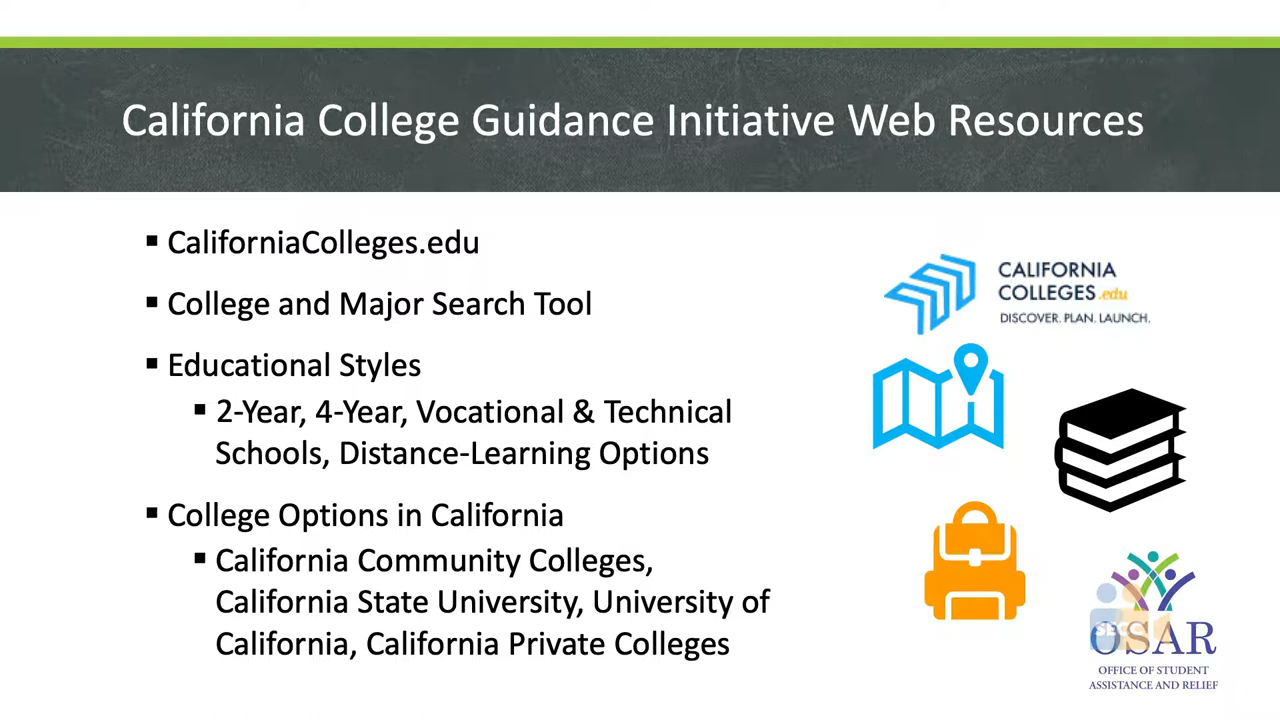 California College Guidance Initiative Web Resources
▪ CaliforniaColleges.edu
▪ College and Major Search Tool
▪ Educational Styles
▪ 2-Year, 4-Year, Vocational & Technical
Schools, Distance-Learning Options
▪ College Options in California
▪ California Community Colleges,
California State University, University of
California, California Private Colleges
CALIFORNIA
COLLEGES.edu
DISCOVER. PLAN. LAUNCH.
SECC
OSAR
OFFICE OF STUDENT
ASSISTANCE AND RELIEF